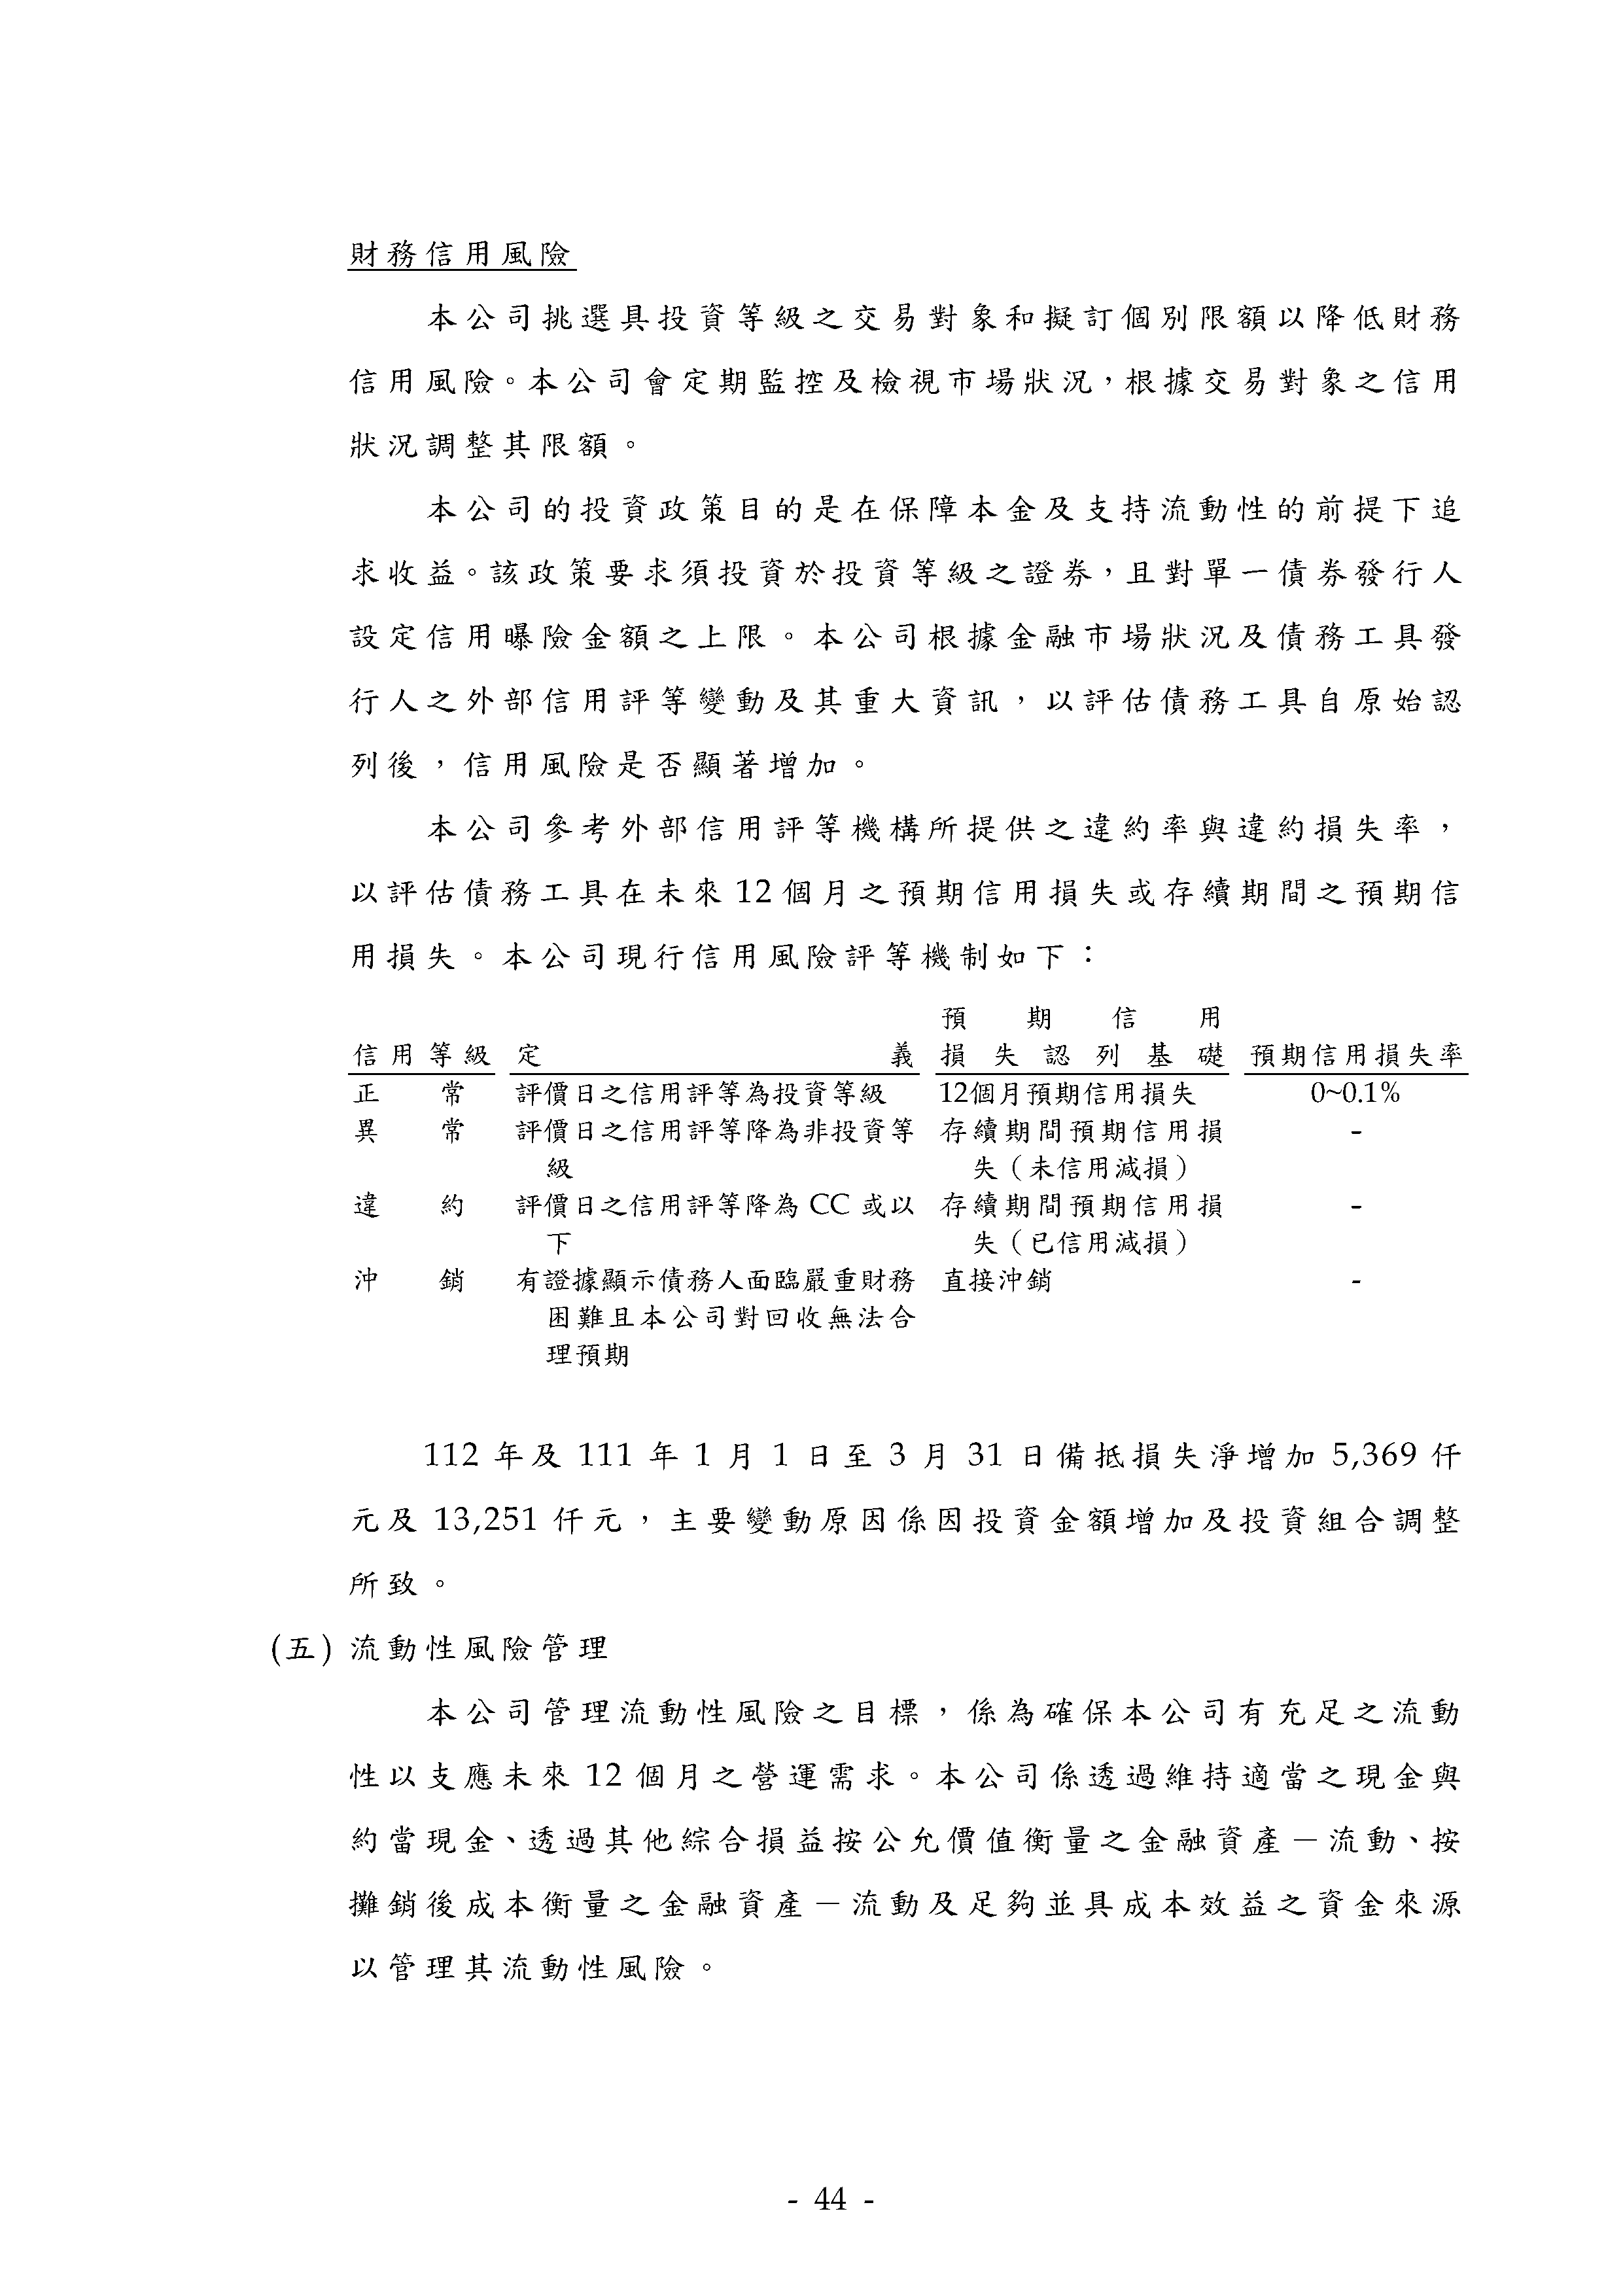 財務信用風險
本公司挑選具投資等級之交易對象和擬訂個別限額以降低財務
信用風險。本公司會定期監控及檢視市場狀況，根據交易對象之信用
狀況調整其限額。
本公司的投資政策目的是在保障本金及支持流動性的前提下追
求收益。該政策要求須投資於投資等級之證券，且對單一債券發行人
設定信用曝險金額之上限。本公司根據金融市場狀況及債務工具發
行人之外部信用評等變動及其重大資訊，以評估債務工具自原始認
列後，信用風險是否顯著增加。
本公司參考外部信用評等機構所提供之違約率與違約損失率，
以評估債務工具在未來 12 個月之預期信用損失或存續期間之預期信
用損失。本公司現行信用風險評等機制如下：
預期信用
信用等級 定義 損失認列基礎 預期信用損失率
正常 評價日之信用評等為投資等級 12個月預期信用損失 0~0.1%
異常 評價日之信用評等降為非投資等 存續期間預期信用損 -
級 失（未信用減損）
違約 評價日之信用評等降為 CC 或以 存續期間預期信用損 -
下 失（已信用減損）
沖銷 有證據顯示債務人面臨嚴重財務 直接沖銷 -
困難且本公司對回收無法合
理預期
112 年及 111 年 1 月 1 日至 3 月 31 日備抵損失淨增加 5,369 仟
元及 13,251 仟元，主要變動原因係因投資金額增加及投資組合調整
所致。
(五) 流動性風險管理
本公司管理流動性風險之目標，係為確保本公司有充足之流動
性以支應未來 12 個月之營運需求。本公司係透過維持適當之現金與
約當現金、透過其他綜合損益按公允價值衡量之金融資產－流動、按
攤銷後成本衡量之金融資產－流動及足夠並具成本效益之資金來源
以管理其流動性風險。
- 44 -